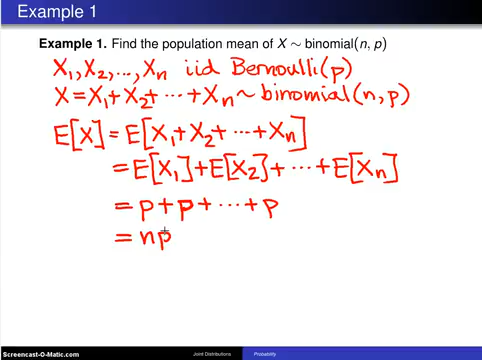 Example 1
Example 1. Find the population mean of X ∼ binomial(n, p)
X₁, X₂, ..., Xₙ iid Bernoulli(p)
X = X₁ + X₂ + ··· + Xₙ ~ binomial(n, p)
E[X] = E[X₁ + X₂ + ··· + Xₙ]
= E[X₁] + E[X₂] + ··· + E[Xₙ]
= p + p + ··· + p
= np
Screencast-O-Matic.com Joint Distributions Probability